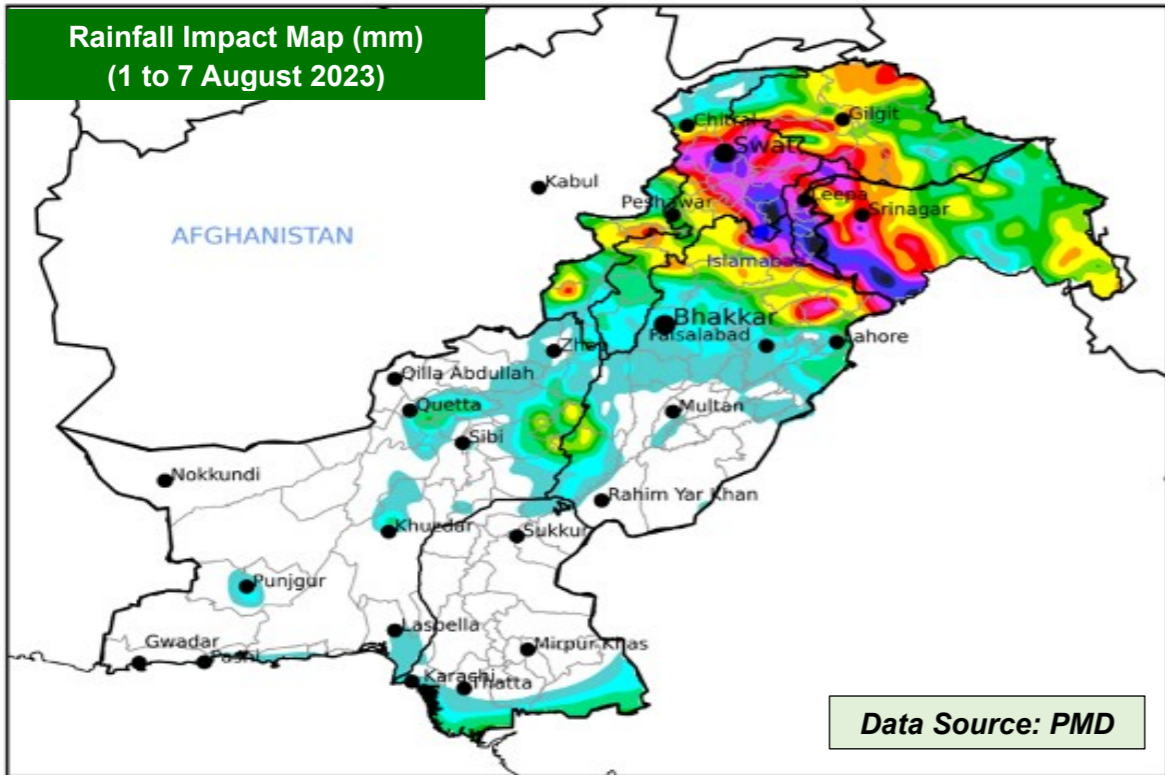 Rainfall Impact Map (mm)
(1 to 7 August 2023)
Chitral
Gilgit
Swat
Kabul
Leepa
Peshawar
Srinagar
AFGHANISTAN
Islamabad
Bhakkar
Faisalabad
Lahore
Zhob
Qilla Abdullah
Quetta
Multan
Sibi
Nokkundi
Rahim Yar Khan
Khuzdar
Sukkur
Punjgur
Lasbella
Gwadar
Mirpur Khas
Pasni
Karachi
Thatta
Data Source: PMD